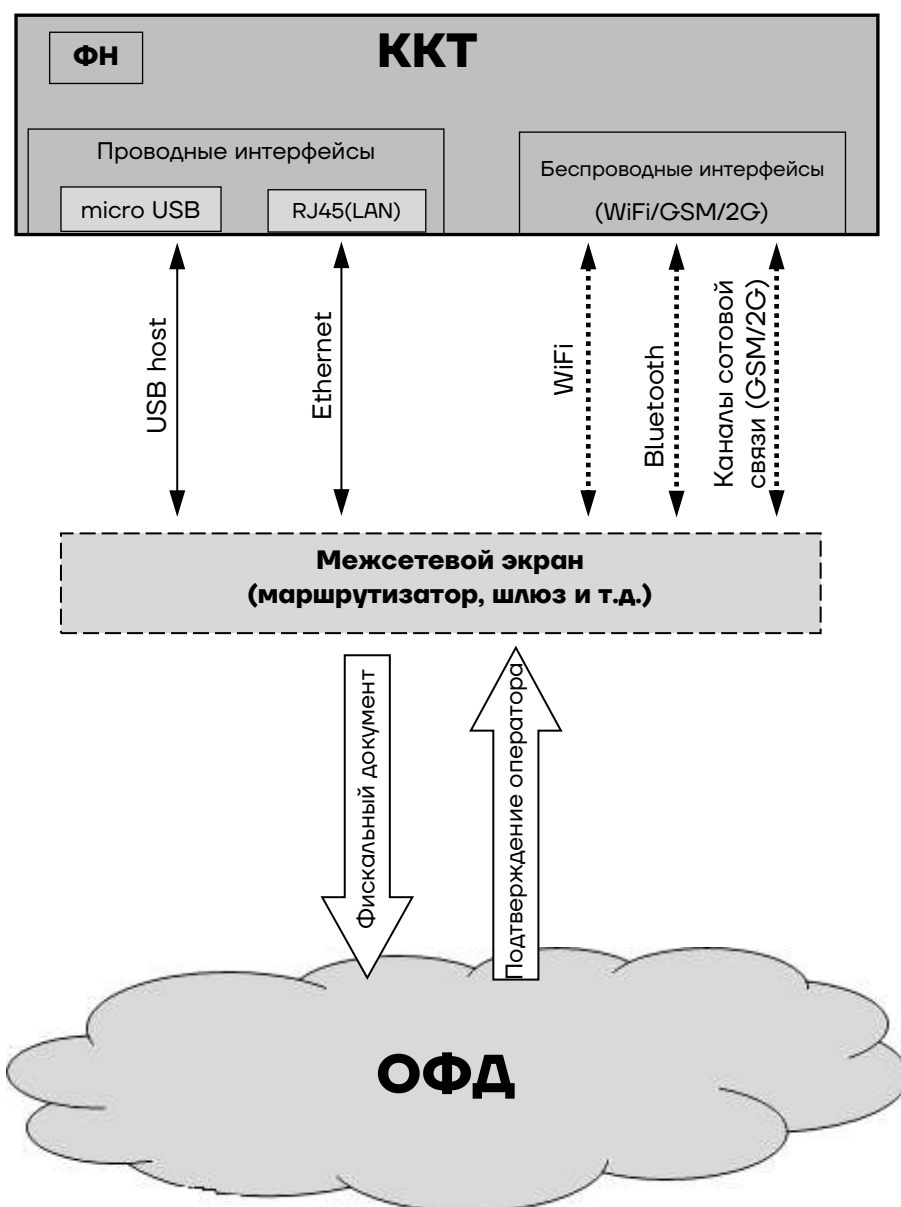 ФН
ККТ
Проводные интерфейсы
micro USB
RJ45(LAN)
Беспроводные интерфейсы
(WiFi/GSM/2G)
USB host
Ethernet
WiFi
Bluetooth
Каналы сотовой
связи (GSM/2G)
Межсетевой экран
(маршрутизатор, шлюз и т.д.)
Фискальный документ
Подтверждение оператора
ОФД